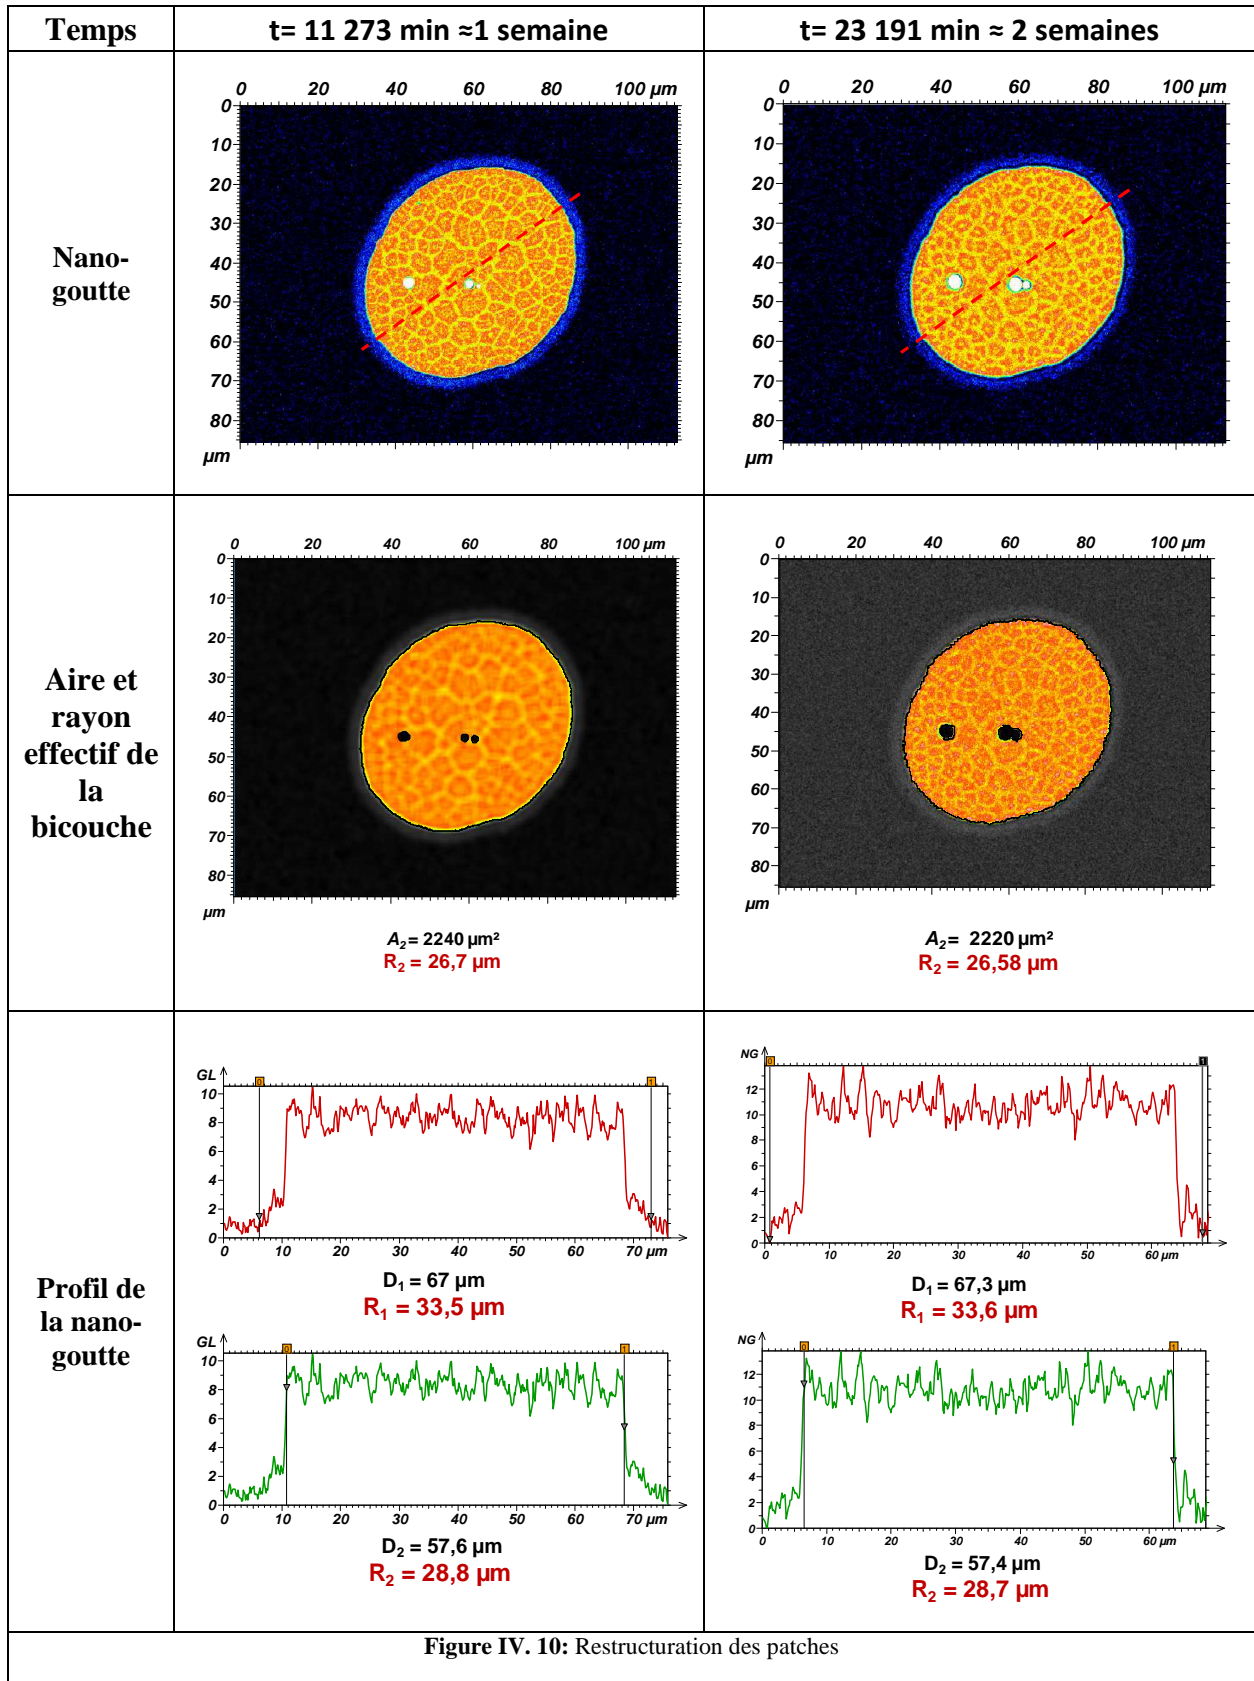 Temps
t= 11 273 min ≈1 semaine
t= 23 191 min ≈ 2 semaines
Nano-
goutte
0 20 40 60 80 100 µm
0
10
20
30
40
50
60
70
80
µm
0 20 40 60 80 100 µm
0
10
20
30
40
50
60
70
80
µm
Aire et
rayon
effectif de
la
bicouche
0 20 40 60 80 100 µm
0
10
20
30
40
50
60
70
80
µm
A2= 2240 µm²
R2 = 26,7 µm
0 20 40 60 80 100 µm
0
10
20
30
40
50
60
70
80
µm
A2= 2220 µm²
R2 = 26,58 µm
Profil de
la nano-
goutte
GL
0 1
10
8
6
4
2
0
0 10 20 30 40 50 60 70 µm
D1 = 67 µm
R1 = 33,5 µm
GL
0 1
10
8
6
4
2
0
0 10 20 30 40 50 60 70 µm
D2 = 57,6 µm
R2 = 28,8 µm
NG
0 1
12
10
8
6
4
2
0
0 10 20 30 40 50 60 µm
D1 = 67,3 µm
R1 = 33,6 µm
NG
0 1
12
10
8
6
4
2
0
0 10 20 30 40 50 60 µm
D2 = 57,4 µm
R2 = 28,7 µm
Figure IV. 10: Restructuration des patches